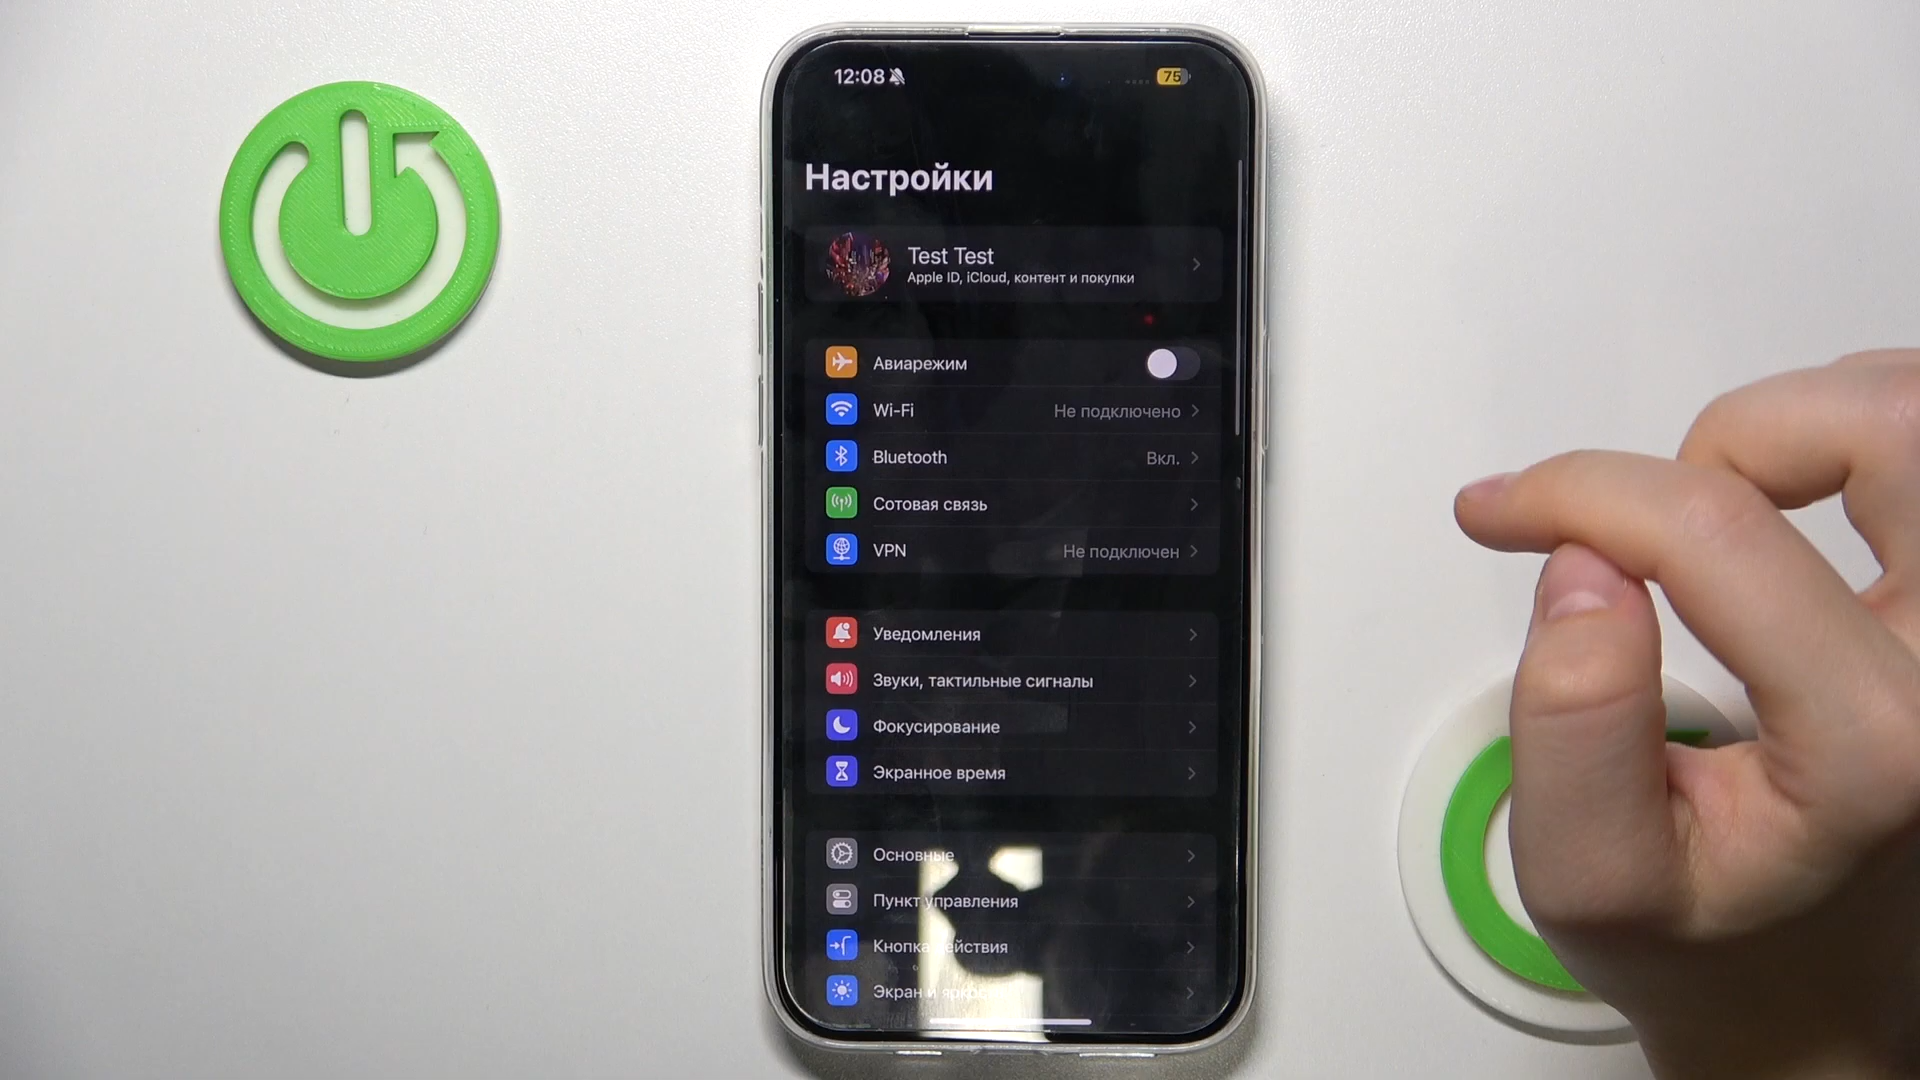 12:08
75
Настройки
Test Test
Apple ID, iCloud, контент и покупки
Авиарежим
Wi-Fi Не подключено
Bluetooth Вкл.
Сотовая связь
VPN Не подключен
Уведомления
Звуки, тактильные сигналы
Фокусирование
Экранное время
Основные
Пункт управления
Кнопка действия
Экран и яркость